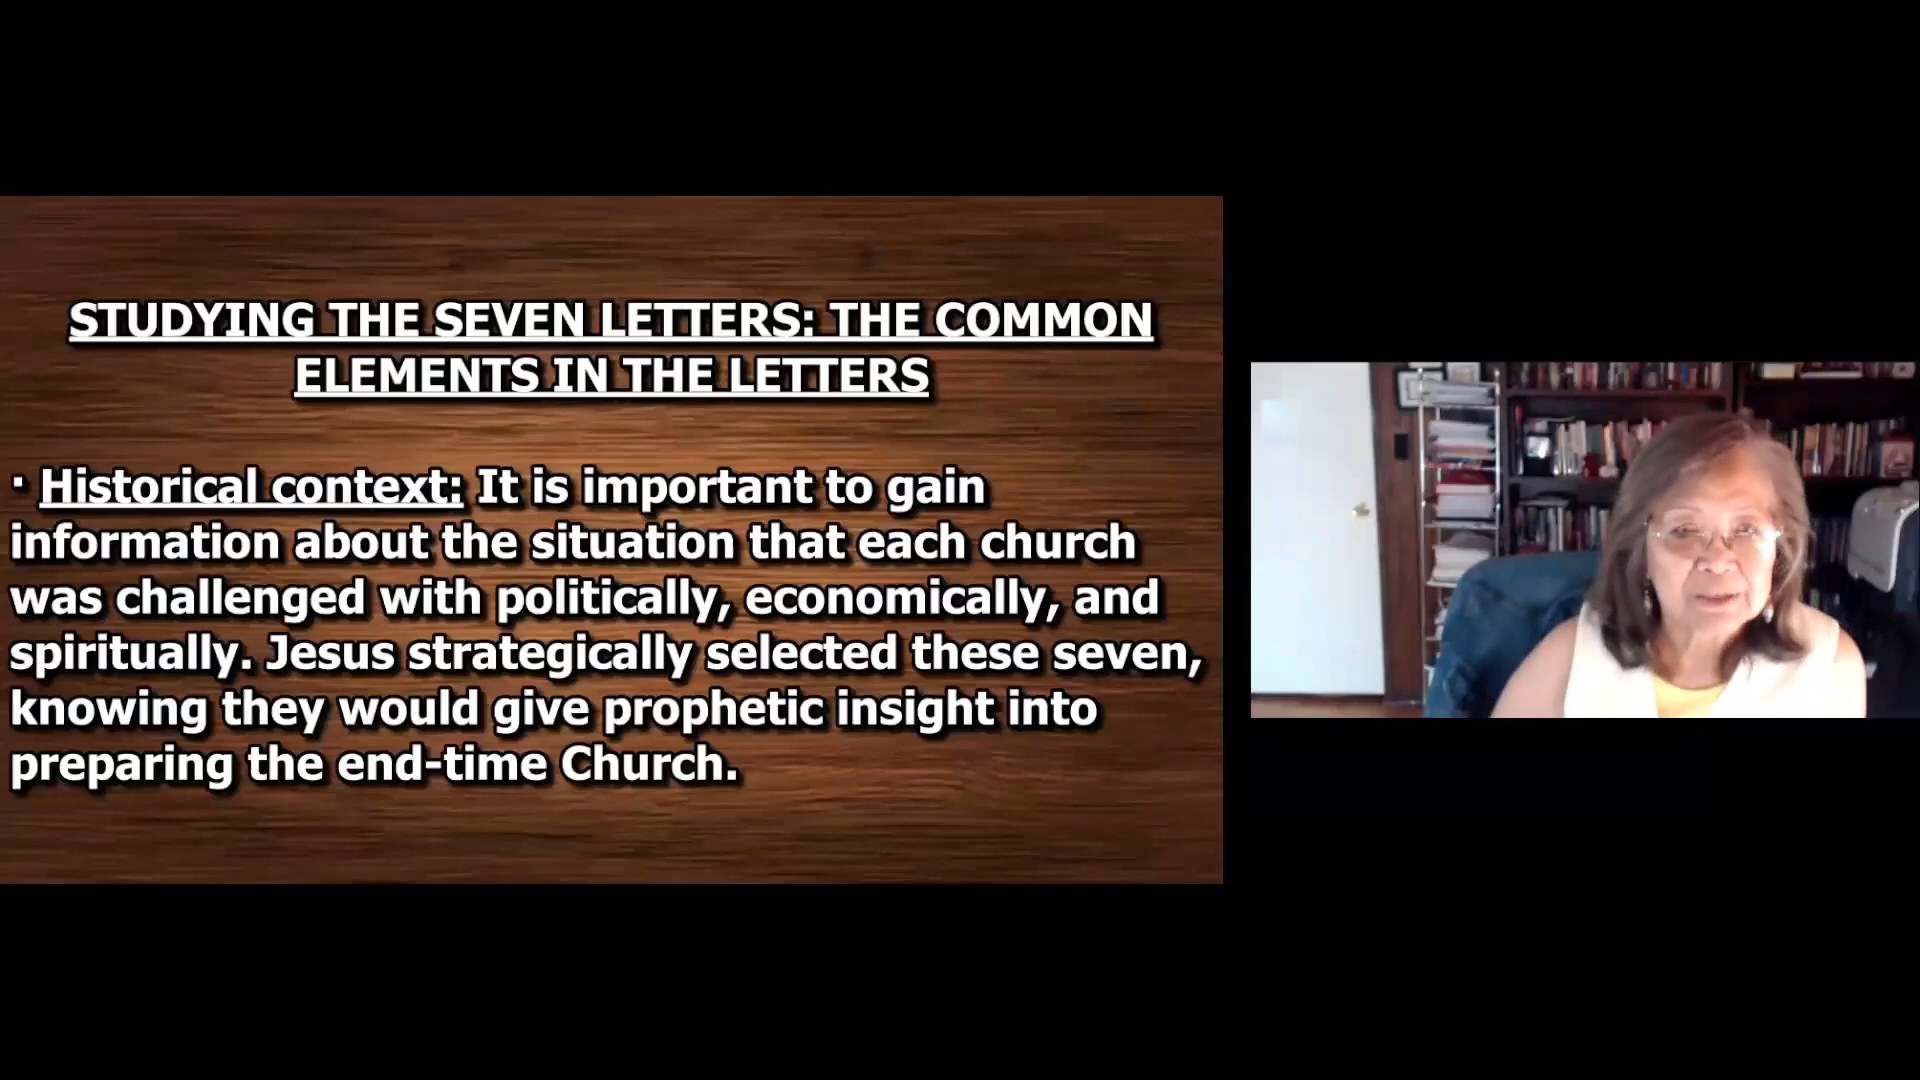 STUDYING THE SEVEN LETTERS: THE COMMON
ELEMENTS IN THE LETTERS
· Historical context: It is important to gain
information about the situation that each church
was challenged with politically, economically, and
spiritually. Jesus strategically selected these seven,
knowing they would give prophetic insight into
preparing the end-time Church.